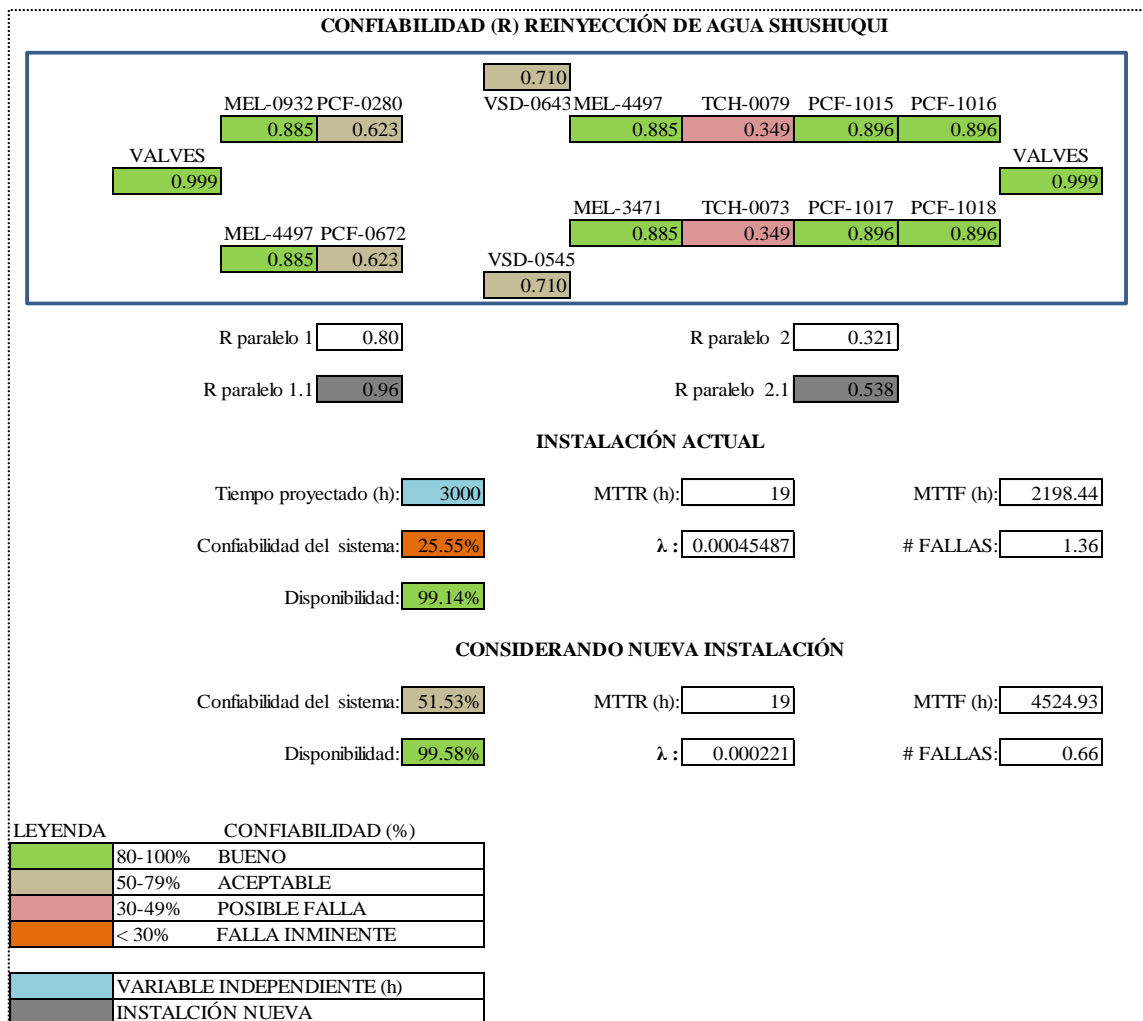 CONFIABILIDAD (R) REINYECCIÓN DE AGUA SHUSHUQUI
0.710
MEL-0932 PCF-0280 VSD-0643 MEL-4497 TCH-0079 PCF-1015 PCF-1016
0.885 0.623 0.885 0.349 0.896 0.896
VALVES VALVES
0.999 0.999
MEL-3471 TCH-0073 PCF-1017 PCF-1018
MEL-4497 PCF-0672 0.885 0.349 0.896 0.896
0.885 0.623 VSD-0545
0.710
R paralelo 1 0.80 R paralelo 2 0.321
R paralelo 1.1 0.96 R paralelo 2.1 0.538
INSTALACIÓN ACTUAL
Tiempo proyectado (h): 3000 MTTR (h): 19 MTTF (h): 2198.44
Confiabilidad del sistema: 25.55% λ : 0.00045487 # FALLAS: 1.36
Disponibilidad: 99.14%
CONSIDERANDO NUEVA INSTALACIÓN
Confiabilidad del sistema: 51.53% MTTR (h): 19 MTTF (h): 4524.93
Disponibilidad: 99.58% λ : 0.000221 # FALLAS: 0.66
LEYENDA CONFIABILIDAD (%)
80-100% BUENO
50-79% ACEPTABLE
30-49% POSIBLE FALLA
< 30% FALLA INMINENTE
VARIABLE INDEPENDIENTE (h)
INSTALCIÓN NUEVA